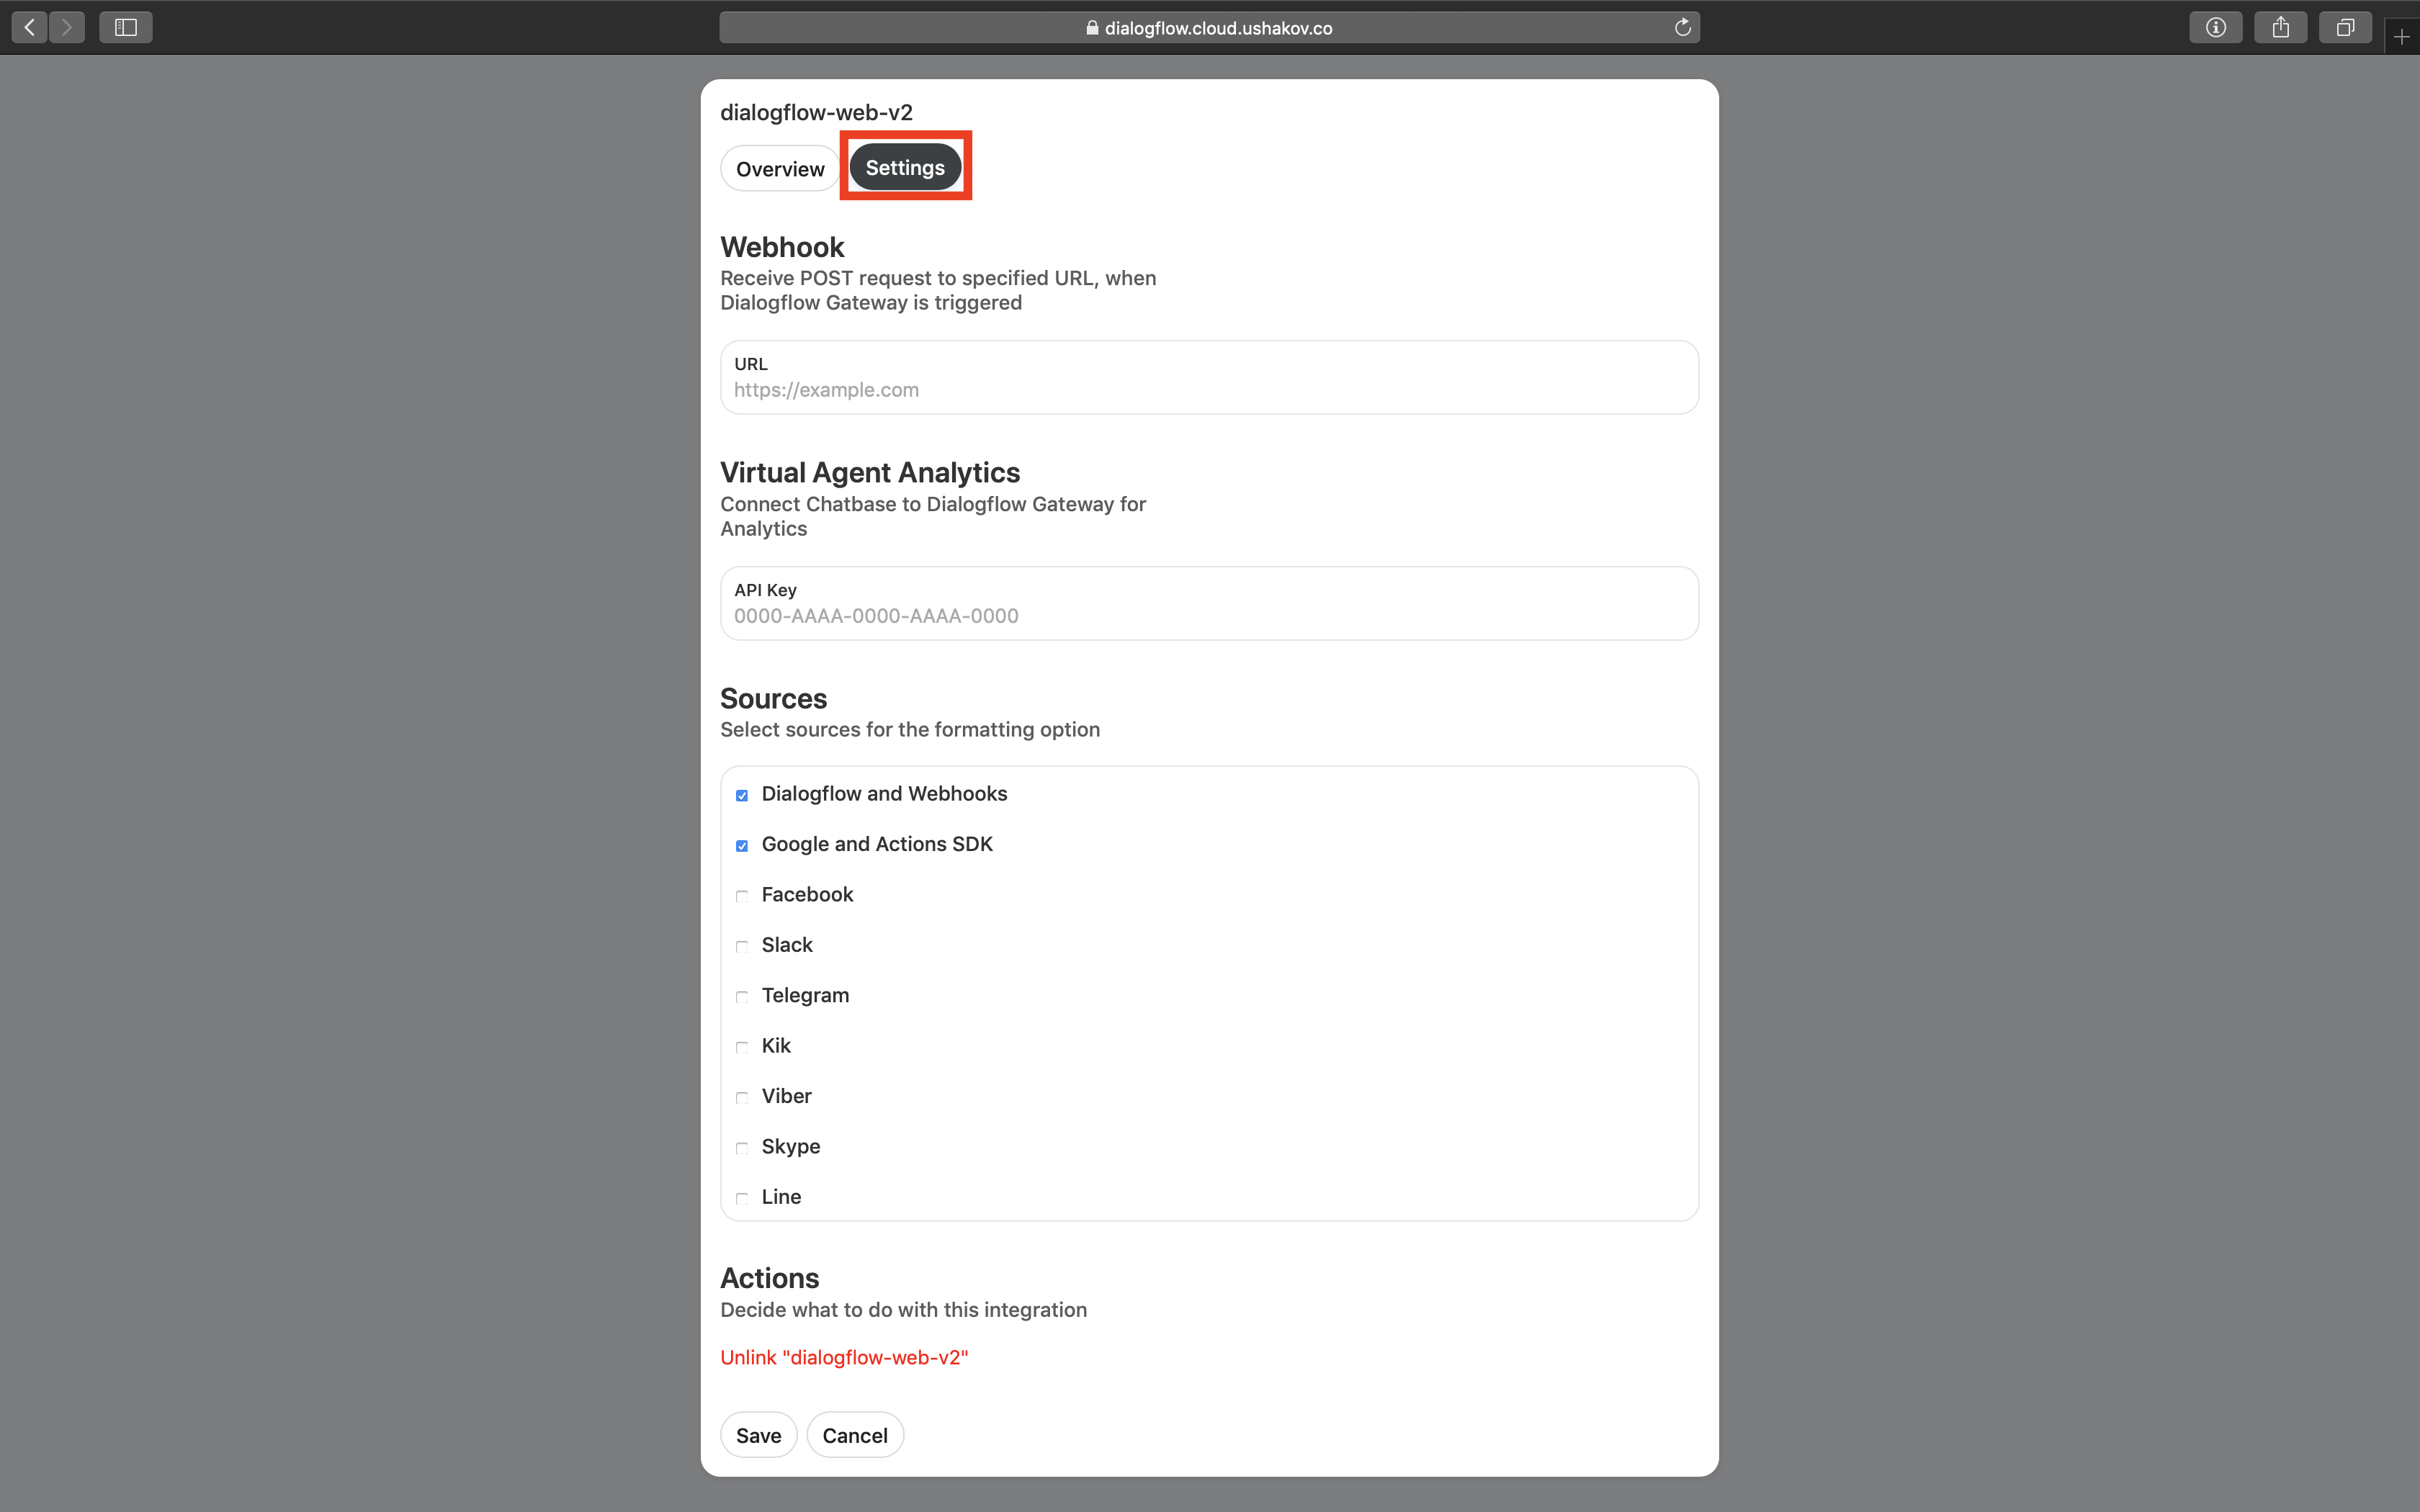 dialogflow.cloud.ushakov.co
dialogflow-web-v2
Overview
Settings
Webhook
Receive POST request to specified URL, when
Dialogflow Gateway is triggered
URL
https://example.com
Virtual Agent Analytics
Connect Chatbase to Dialogflow Gateway for
Analytics
API Key
0000-AAAA-0000-AAAA-0000
Sources
Select sources for the formatting option
Dialogflow and Webhooks
Google and Actions SDK
Facebook
Slack
Telegram
Kik
Viber
Skype
Line
Actions
Decide what to do with this integration
Unlink "dialogflow-web-v2"
Save
Cancel